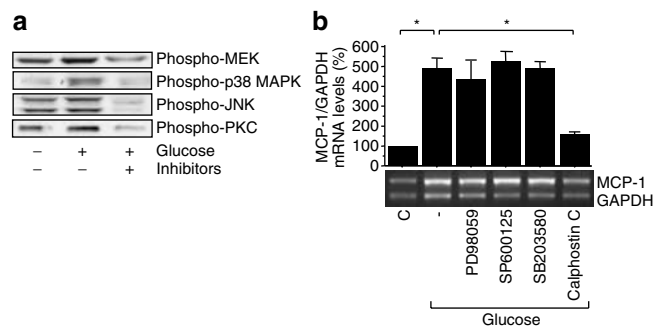 a
Phospho-MEK
Phospho-p38 MAPK
Phospho-JNK
Phospho-PKC
– + + Glucose
– – + Inhibitors
b
* *
MCP-1/GAPDH
mRNA levels (%)
600
500
400
300
200
100
0
MCP-1
GAPDH
C - PD98059 SP600125 SB203580 Calphostin C
Glucose